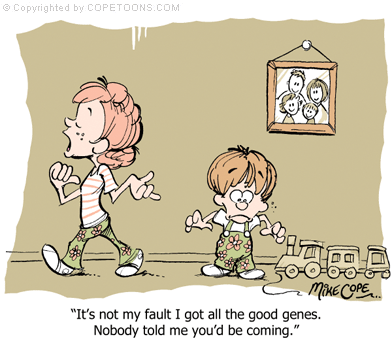 © Copyrighted by COPETOONS.COM
MIKE COPE
"It's not my fault I got all the good genes.
Nobody told me you'd be coming."